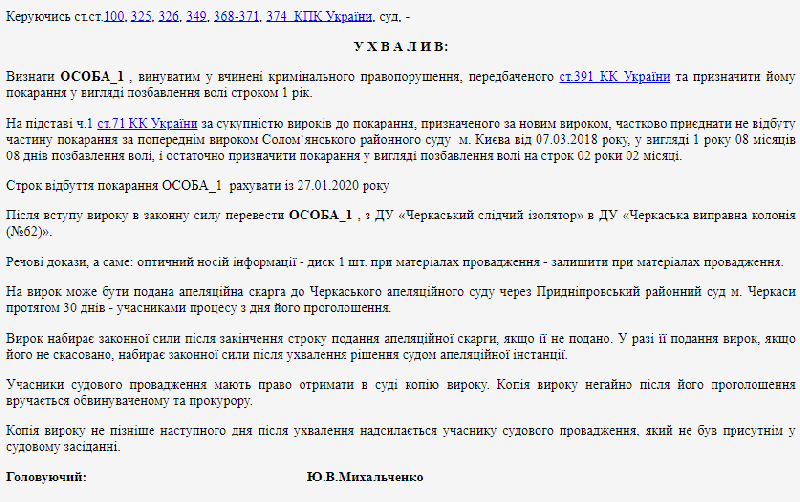 Керуючись ст.ст.100, 325, 326, 349, 368-371, 374 КПК України, суд, -
У Х В А Л И В:
Визнати ОСОБА_1 , винуватим у вчинені кримінального правопорушення, передбаченого ст.391 КК України та призначити йому
покарання у вигляді позбавлення волі строком 1 рік.
На підставі ч.1 ст.71 КК України за сукупністю вироків до покарання, призначеного за новим вироком, частково приєднати не відбуту
частину покарання за попереднім вироком Солом`янського районного суду м. Києва від 07.03.2018 року, у вигляді 1 року 08 місяців
08 днів позбавлення волі, і остаточно призначити покарання у вигляді позбавлення волі на строк 02 роки 02 місяці.
Строк відбуття покарання ОСОБА_1 рахувати із 27.01.2020 року
Після вступу вироку в законну силу перевести ОСОБА_1 , з ДУ «Черкаський слідчий ізолятор» в ДУ «Черкаська виправна колонія
(№62)».
Речові докази, а саме: оптичний носій інформації - диск 1 шт. при матеріалах провадження - залишити при матеріалах провадження.
На вирок може бути подана апеляційна скарга до Черкаського апеляційного суду через Придніпровський районний суд м. Черкаси
протягом 30 днів - учасниками процесу з дня його проголошення.
Вирок набирає законної сили після закінчення строку подання апеляційної скарги, якщо її не подано. У разі її подання вирок, якщо
його не скасовано, набирає законної сили після ухвалення рішення судом апеляційної інстанції.
Учасники судового провадження мають право отримати в суді копію вироку. Копія вироку негайно після його проголошення
вручається обвинуваченому та прокурору.
Копія вироку не пізніше наступного дня після ухвалення надсилається учаснику судового провадження, який не був присутнім у
судовому засіданні.
Головуючий: Ю.В.Михальченко